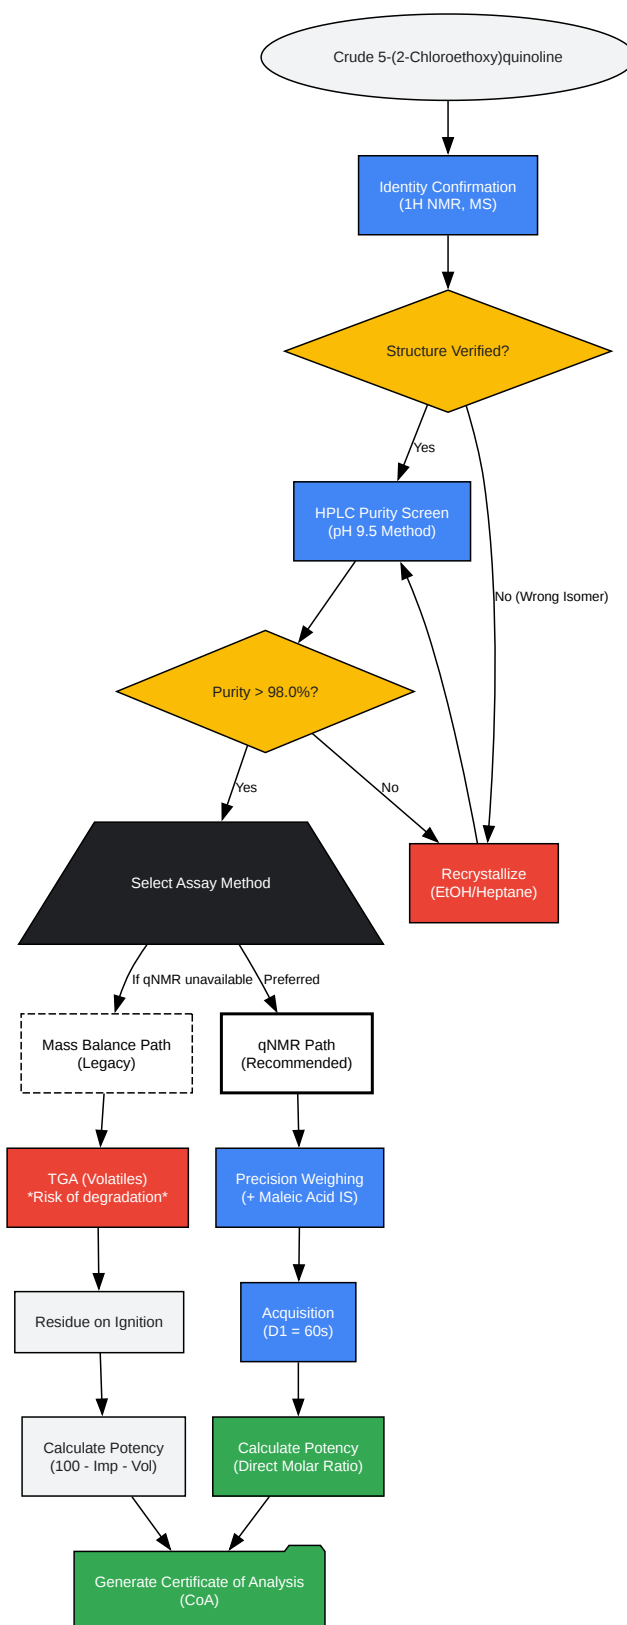 Crude 5-(2-Chloroethoxy)quinoline
Identity Confirmation
(1H NMR, MS)
Structure Verified?
Yes
HPLC Purity Screen
(pH 9.5 Method)
No (Wrong Isomer)
Purity > 98.0%?
Yes
No
Select Assay Method
Recrystallize
(EtOH/Heptane)
If qNMR unavailable
Preferred
Mass Balance Path
(Legacy)
qNMR Path
(Recommended)
TGA (Volatiles)
*Risk of degradation*
Precision Weighing
(+ Maleic Acid IS)
Residue on Ignition
Acquisition
(D1 = 60s)
Calculate Potency
(100 - Imp - Vol)
Calculate Potency
(Direct Molar Ratio)
Generate Certificate of Analysis
(CoA)